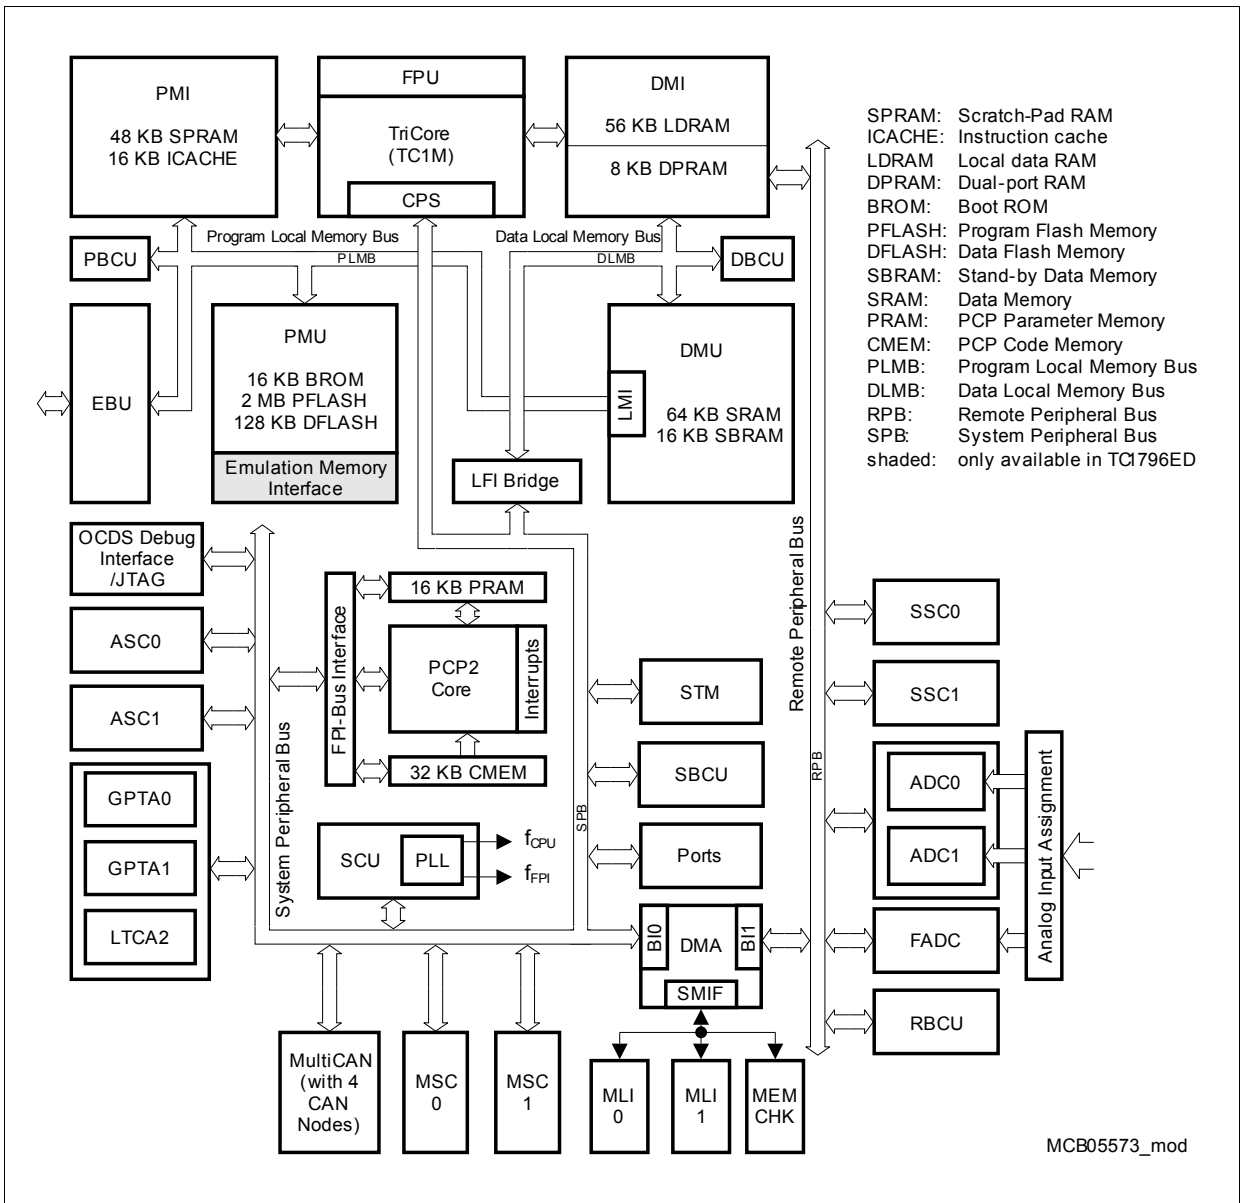 PMI
48 KB SPRAM
16 KB ICACHE
FPU
TriCore
(TC1M)
CPS
DMI
56 KB LDRAM
8 KB DPRAM
SPRAM: Scratch-Pad RAM
ICACHE: Instruction cache
LDRAM Local data RAM
DPRAM: Dual-port RAM
BROM: Boot ROM
PFLASH: Program Flash Memory
DFLASH: Data Flash Memory
SBRAM: Stand-by Data Memory
SRAM: Data Memory
PRAM: PCP Parameter Memory
CMEM: PCP Code Memory
PLMB: Program Local Memory Bus
DLMB: Data Local Memory Bus
RPB: Remote Peripheral Bus
SPB: System Peripheral Bus
shaded: only available in TC1796ED
PBCU
Program Local Memory Bus
PLMB
Data Local Memory Bus
DLMB
DBCU
EBU
PMU
16 KB BROM
2 MB PFLASH
128 KB DFLASH
Emulation Memory
Interface
DMU
LMI
64 KB SRAM
16 KB SBRAM
LFI Bridge
OCDS Debug
Interface
/JTAG
ASC0
ASC1
GPTA0
GPTA1
LTCA2
System Peripheral Bus
FPI-Bus Interface
16 KB PRAM
PCP2
Core
Interrupts
32 KB CMEM
SCU
PLL
fCPU
fFPI
SPB
STM
SBCU
Ports
BI0
DMA
BI1
SMIF
Remote Peripheral Bus
RPB
SSC0
SSC1
ADC0
ADC1
FADC
RBCU
Analog Input Assignment
MultiCAN
(with 4
CAN
Nodes)
MSC
0
MSC
1
MLI
0
MLI
1
MEM
CHK
MCB05573_mod